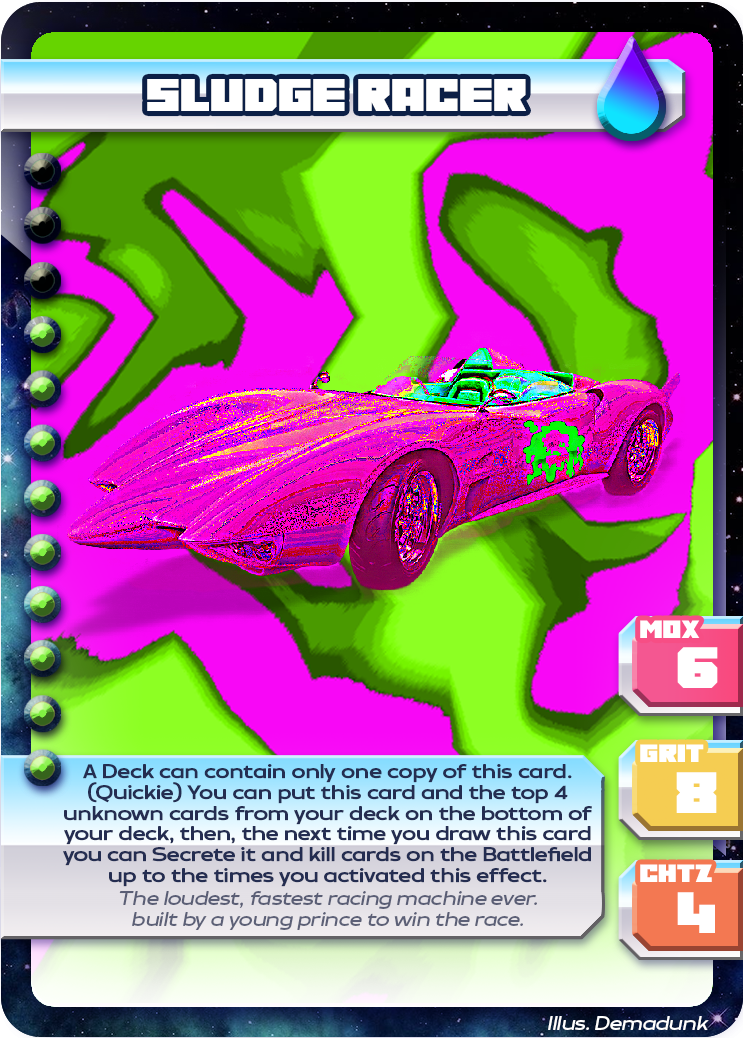 SLUDGE RACER
MOX
6
GRIT
8
CHTZ
4
A Deck can contain only one copy of this card.
(Quickie) You can put this card and the top 4
unknown cards from your deck on the bottom of
your deck, then, the next time you draw this card
you can Secrete it and kill cards on the Battlefield
up to the times you activated this effect.
The loudest, fastest racing machine ever.
built by a young prince to win the race.
Illus. Demadunk